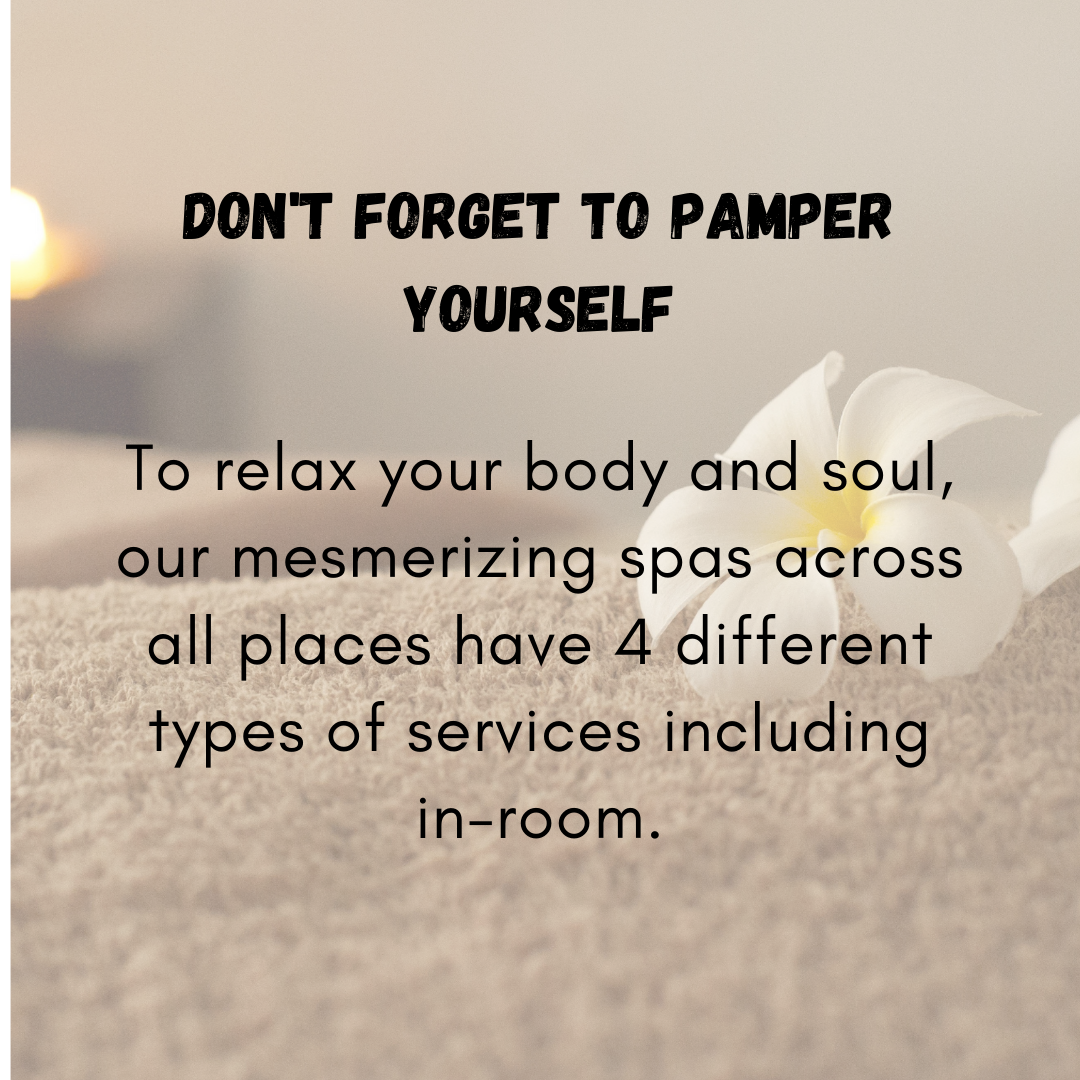 DON'T FORGET TO PAMPER
YOURSELF
To relax your body and soul,
our mesmerizing spas across
all places have 4 different
types of services including
in-room.